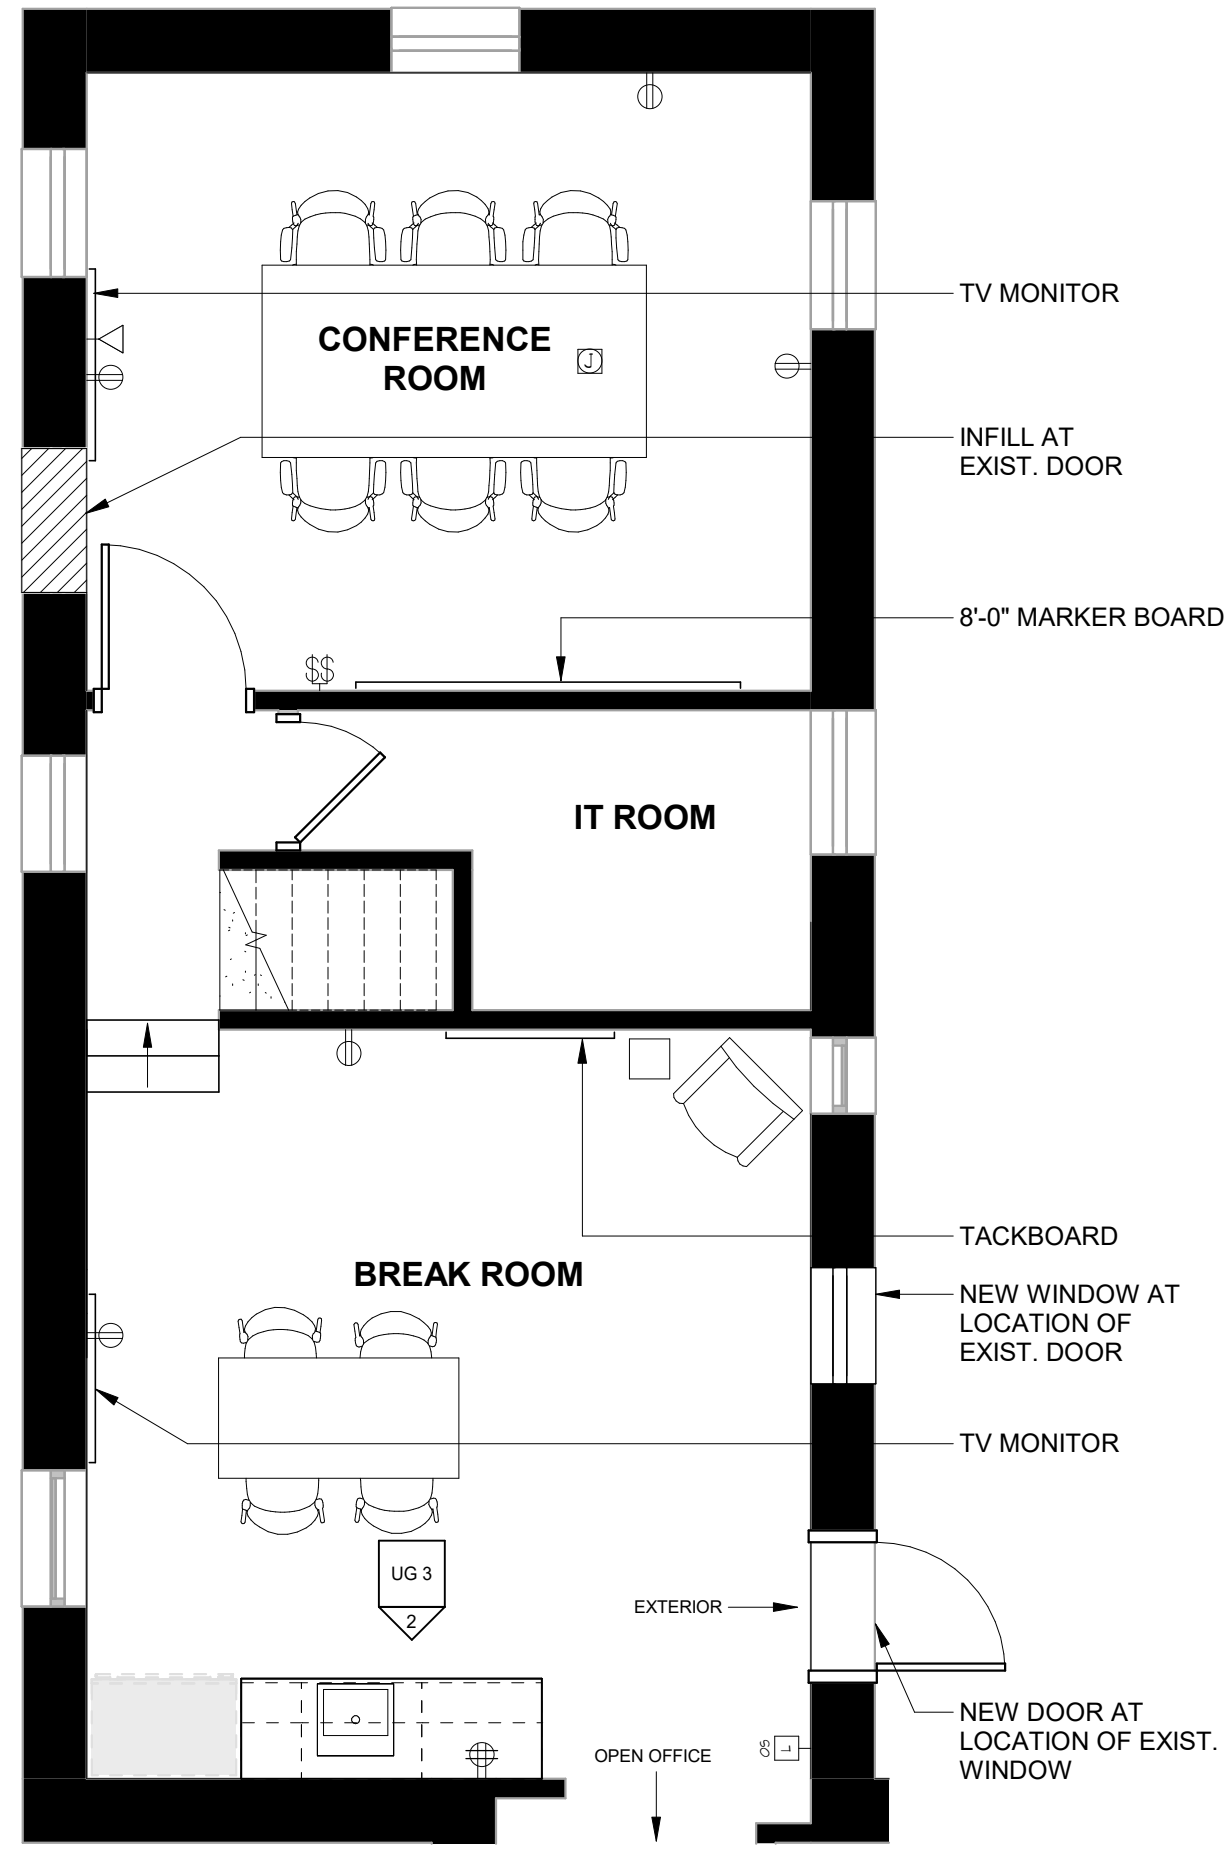 TV MONITOR
CONFERENCE
ROOM
J
INFILL AT
EXIST. DOOR
8'-0" MARKER BOARD
$$
IT ROOM
TACKBOARD
BREAK ROOM
NEW WINDOW AT
LOCATION OF
EXIST. DOOR
TV MONITOR
UG 3
2
EXTERIOR
NEW DOOR AT
LOCATION OF EXIST.
WINDOW
OPEN OFFICE
OS
L